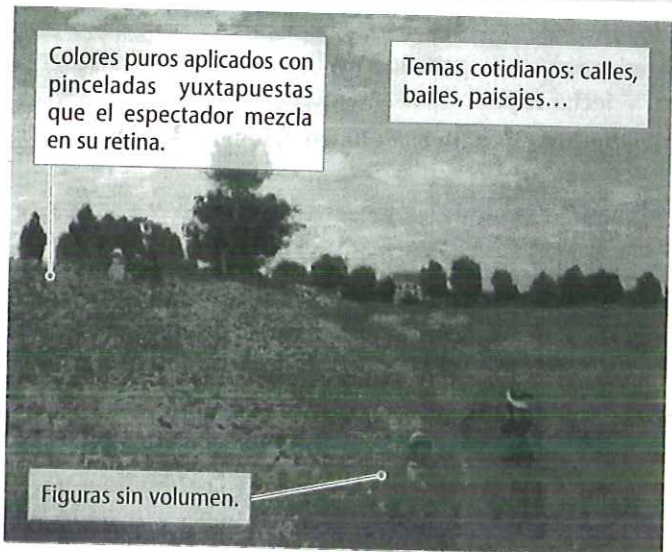 Colores puros aplicados con
pinceladas yuxtapuestas
que el espectador mezcla
en su retina.
Temas cotidianos: calles,
bailes, paisajes…
Figuras sin volumen.